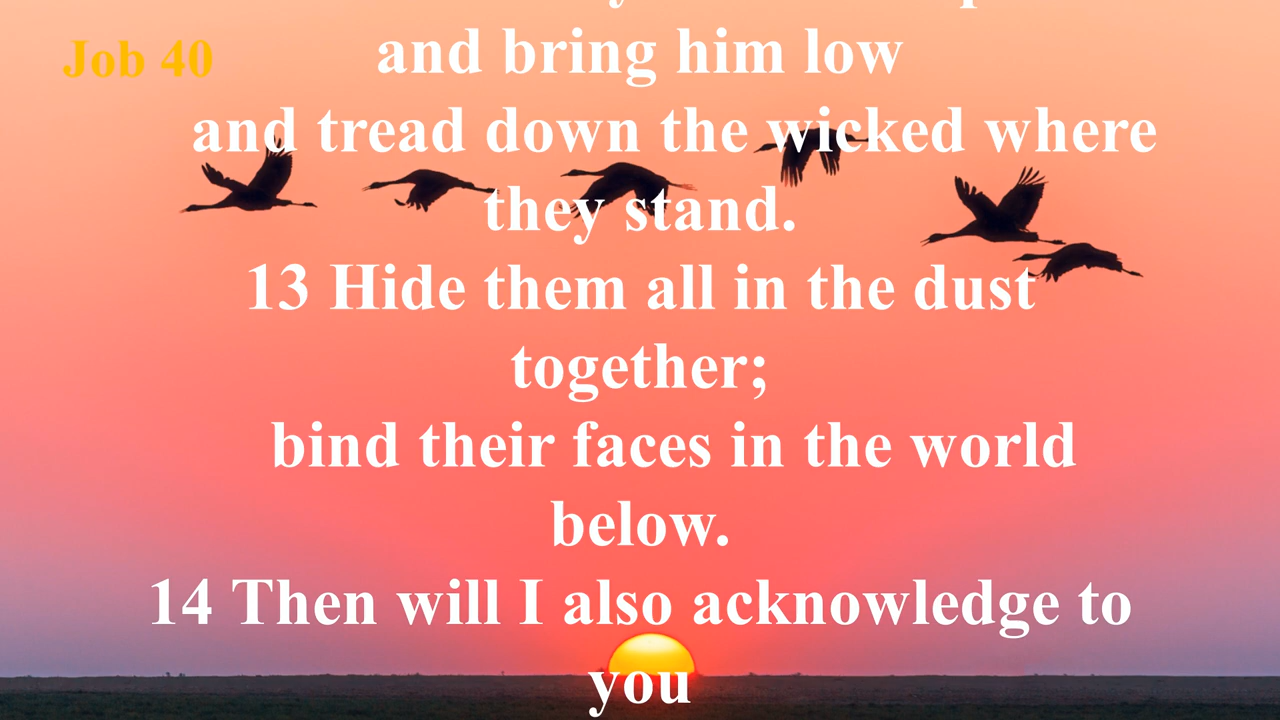 Job 40
and bring him low
and tread down the wicked where
they stand.
13 Hide them all in the dust
together;
bind their faces in the world
below.
14 Then will I also acknowledge to
you